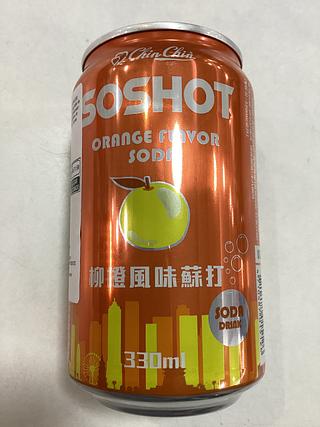 Chin Chin
SOSHOT
ORANGE FLAVOR
SODA
柳橙風味蘇打
SODA
DRINK
330ml